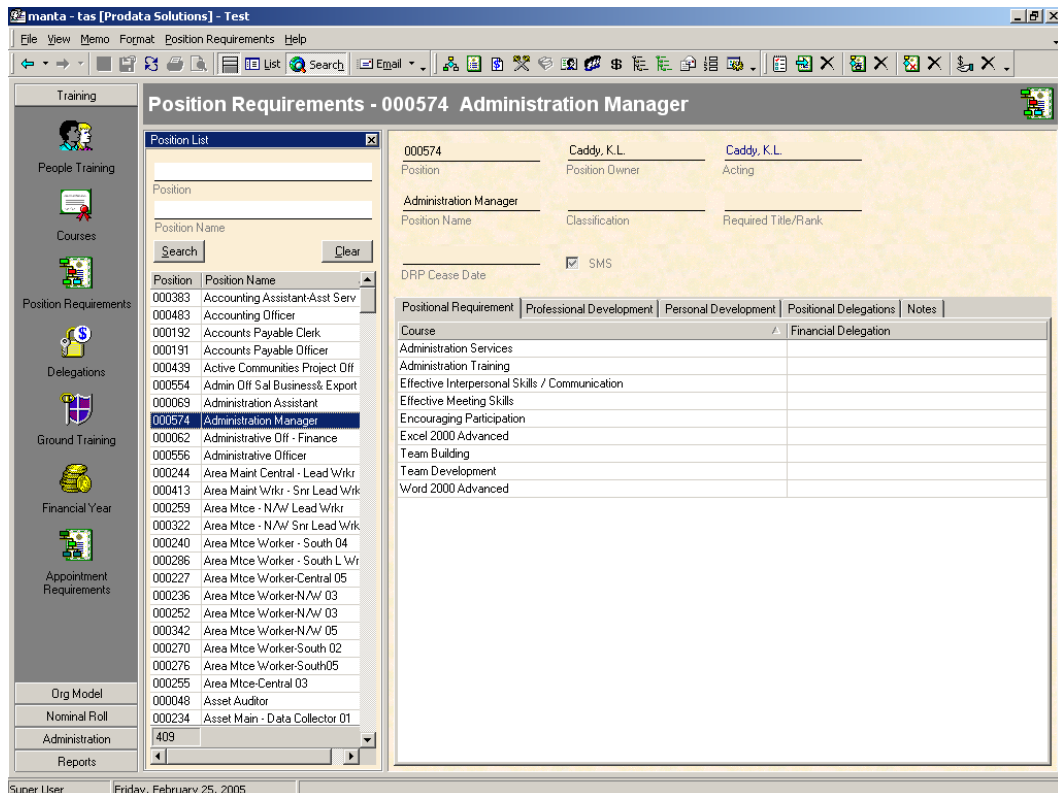 manta - tas [Prodata Solutions] - Test
File View Memo Format Position Requirements Help
List Search Email
Training
People Training
Courses
Position Requirements
Delegations
Ground Training
Financial Year
Appointment
Requirements
Org Model
Nominal Roll
Administration
Reports
Position Requirements - 000574 Administration Manager
Position List
Position
Position Name
Search Clear
Position Position Name
000383 Accounting Assistant-Asst Serv
000483 Accounting Officer
000192 Accounts Payable Clerk
000191 Accounts Payable Officer
000439 Active Communities Project Off
000554 Admin Off Sal Business& Export
000069 Administration Assistant
000574 Administration Manager
000062 Administrative Off - Finance
000556 Administrative Officer
000244 Area Maint Central - Lead Wrkr
000413 Area Maint Wrkr - Snr Lead Wrk
000259 Area Mtce - N/W Lead Wrkr
000322 Area Mtce - N/W Snr Lead Wrk
000240 Area Mtce Worker - South 04
000286 Area Mtce Worker - South L Wr
000227 Area Mtce Worker-Central 05
000236 Area Mtce Worker-N/W 03
000252 Area Mtce Worker-N/W 03
000342 Area Mtce Worker-N/W 05
000270 Area Mtce Worker-South 02
000276 Area Mtce Worker-South05
000255 Area Mtce-Central 03
000048 Asset Auditor
000234 Asset Main - Data Collector 01
409
000574 Caddy, K.L. Caddy, K.L.
Position Position Owner Acting
Administration Manager
Position Name Classification Required Title/Rank
SMS
DRP Cease Date
Positional Requirement Professional Development Personal Development Positional Delegations Notes
Course Financial Delegation
Administration Services
Administration Training
Effective Interpersonal Skills / Communication
Effective Meeting Skills
Encouraging Participation
Excel 2000 Advanced
Team Building
Team Development
Word 2000 Advanced
Super User Friday, February 25, 2005